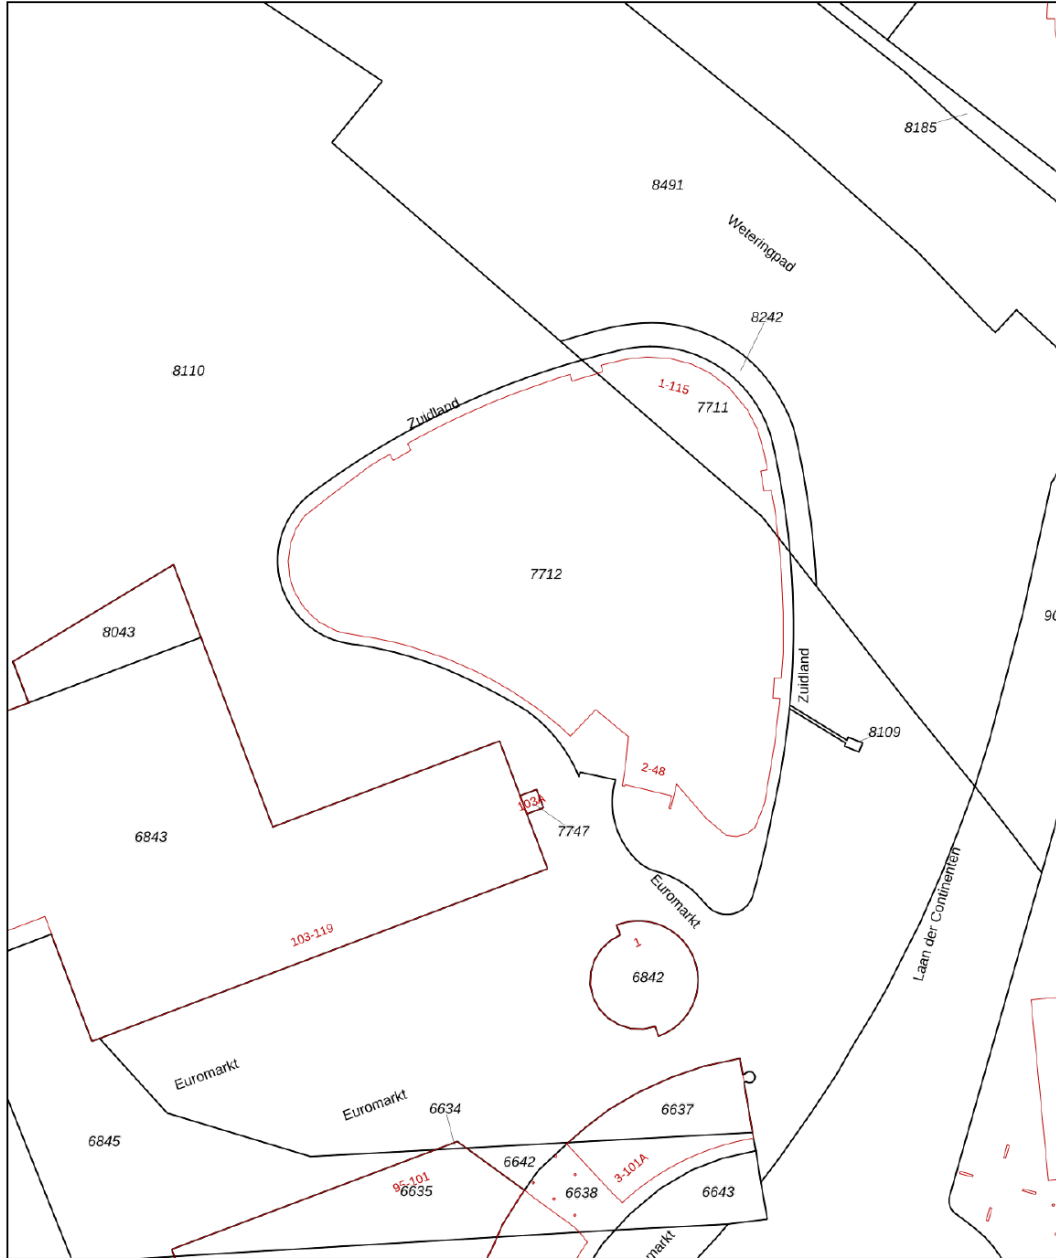 8185
8491
Weteringpad
8242
8110
1-115
7711
Zuidland
7712
90
8043
Zuidland
8109
2-48
103A
7747
6843
Euromarkt
Laan der Continenten
103-119
1
6842
Euromarkt
Euromarkt
6634
6637
6845
6642
3-101A
95-101
6635
6638
6643
markt